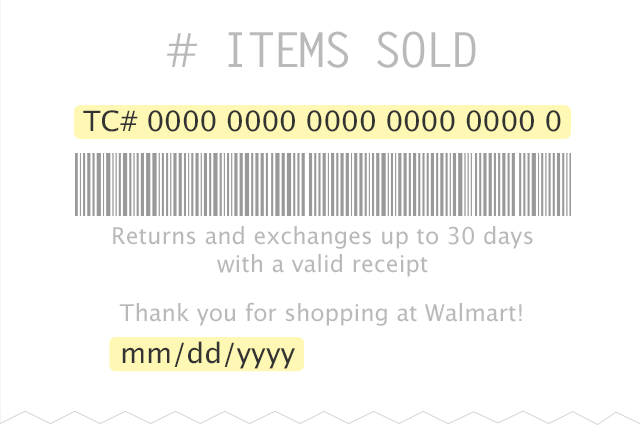 # ITEMS SOLD
TC# 0000 0000 0000 0000 0000 0
Returns and exchanges up to 30 days
with a valid receipt
Thank you for shopping at Walmart!
mm/dd/yyyy